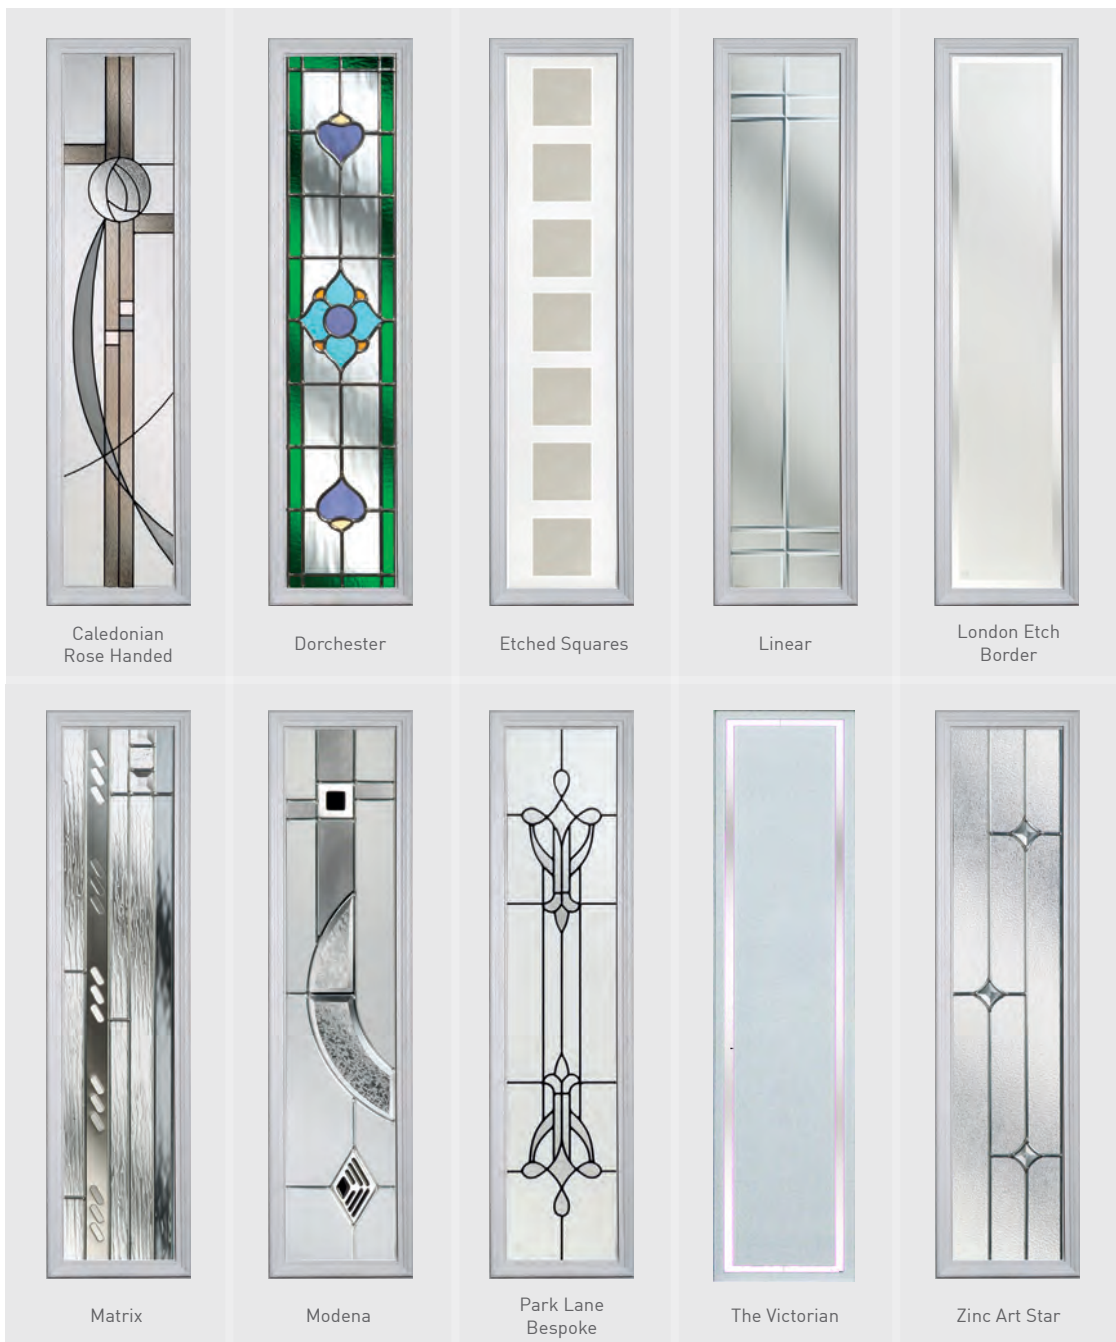 Caledonian
Rose Handed
Dorchester
Etched Squares
Linear
London Etch
Border
Matrix
Modena
Park Lane
Bespoke
The Victorian
Zinc Art Star